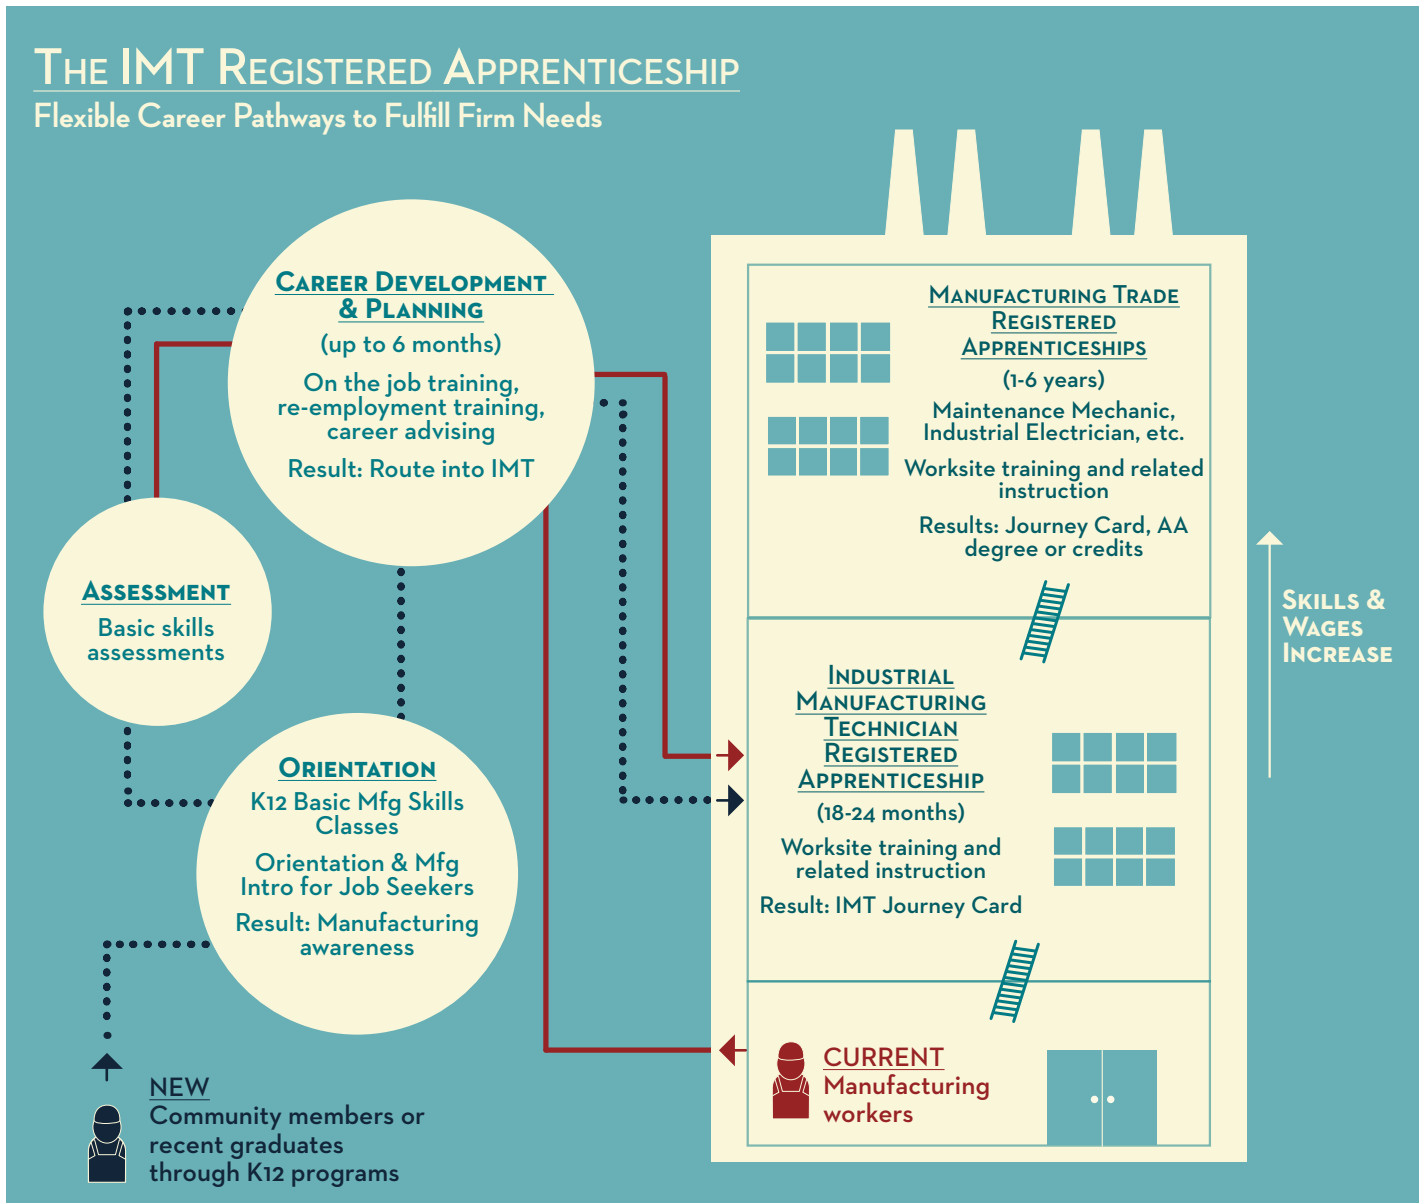 THE IMT REGISTERED APPRENTICESHIP
Flexible Career Pathways to Fulfill Firm Needs
CAREER DEVELOPMENT
& PLANNING
(up to 6 months)
On the job training,
re-employment training,
career advising
Result: Route into IMT
ASSESSMENT
Basic skills
assessments
ORIENTATION
K12 Basic Mfg Skills
Classes
Orientation & Mfg
Intro for Job Seekers
Result: Manufacturing
awareness
NEW
Community members or
recent graduates
through K12 programs
MANUFACTURING TRADE
REGISTERED
APPRENTICESHIPS
(1-6 years)
Maintenance Mechanic,
Industrial Electrician, etc.
Worksite training and related
instruction
Results: Journey Card, AA
degree or credits
INDUSTRIAL
MANUFACTURING
TECHNICIAN
REGISTERED
APPRENTICESHIP
(18-24 months)
Worksite training and
related instruction
Result: IMT Journey Card
CURRENT
Manufacturing
workers
SKILLS &
WAGES
INCREASE